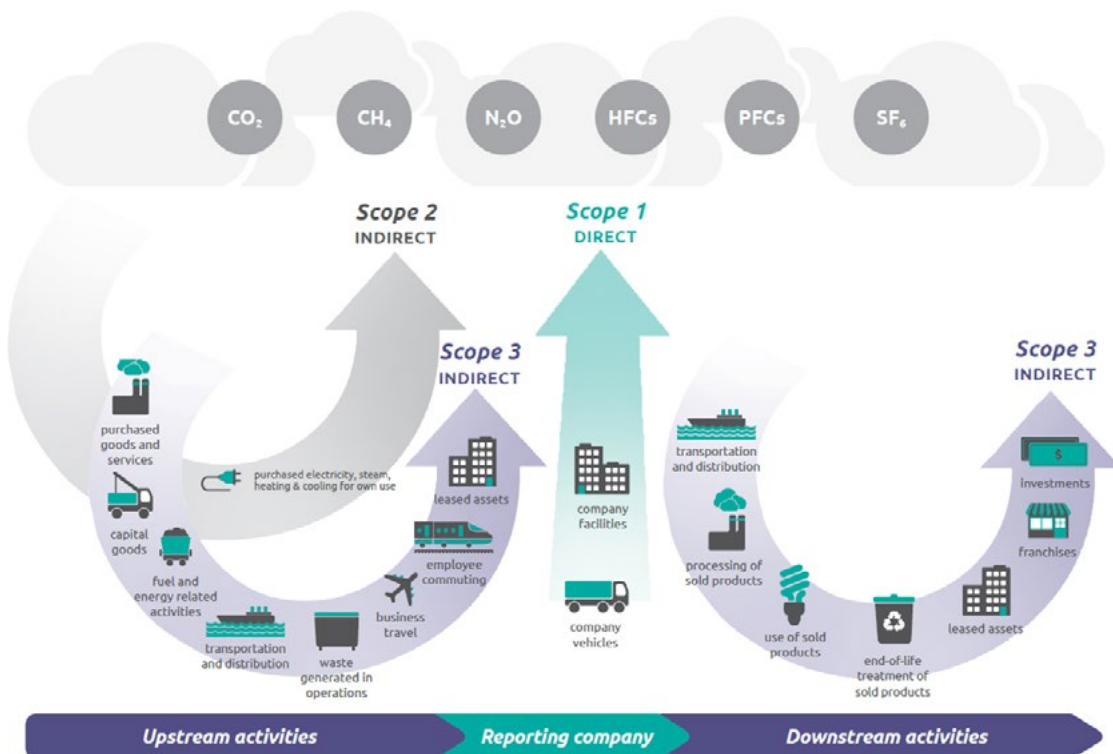 CO₂
CH₄
N₂O
HFCs
PFCs
SF₆
Scope 2
INDIRECT
Scope 1
DIRECT
Scope 3
INDIRECT
Scope 3
INDIRECT
purchased
goods and
services
capital
goods
fuel and
energy related
activities
transportation
and distribution
waste
generated in
operations
business
travel
employee
commuting
leased assets
purchased electricity, steam,
heating & cooling for own use
company
facilities
company
vehicles
transportation
and distribution
processing of
sold products
use of sold
products
end-of-life
treatment of
sold products
leased assets
franchises
investments
$
Upstream activities
Reporting company
Downstream activities